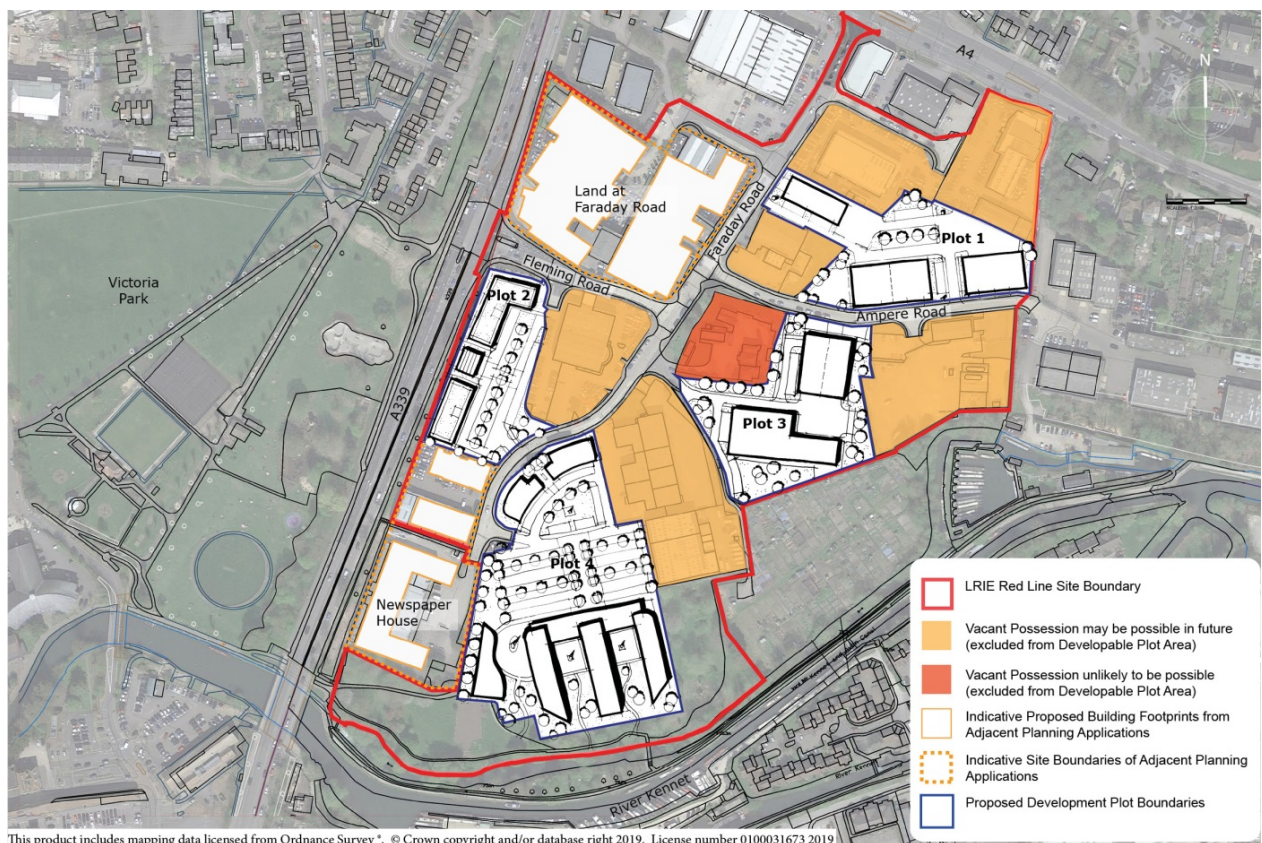 A4
N
Land at
Faraday Road
Faraday Road
Plot 1
Victoria
Park
Fleming Road
Plot 2
Ampere Road
A339
Plot 3
Plot 4
Newspaper
House
River Kennet
River Kennet
LRIE Red Line Site Boundary
Vacant Possession may be possible in future
(excluded from Developable Plot Area)
Vacant Possession unlikely to be possible
(excluded from Developable Plot Area)
Indicative Proposed Building Footprints from
Adjacent Planning Applications
Indicative Site Boundaries of Adjacent Planning
Applications
Proposed Development Plot Boundaries
This product includes mapping data licensed from Ordnance Survey ®. © Crown copyright and/or database right 2019. License number 0100031673 2019